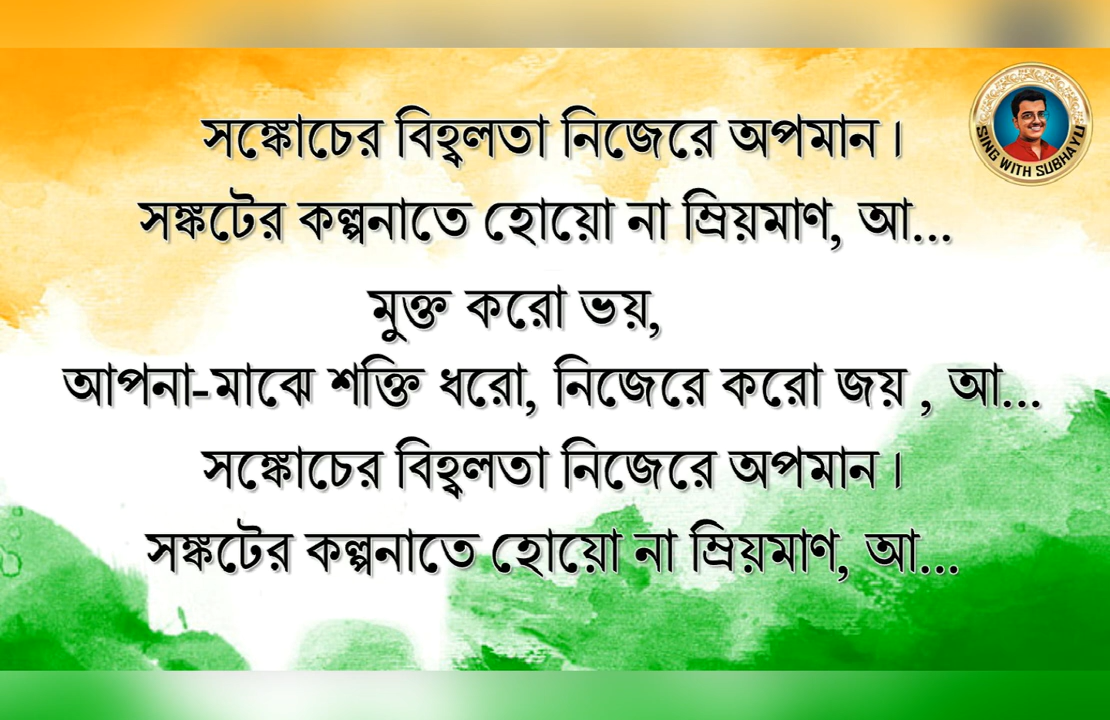 সঙ্কোচের বিহ্বলতা নিজেরে অপমান।
সঙ্কটের কল্পনাতে হোয়ো না ম্রিয়মাণ, আ...
মুক্ত করো ভয়,
আপনা-মাঝে শক্তি ধরো, নিজেরে করো জয় , আ...
সঙ্কোচের বিহ্বলতা নিজেরে অপমান।
সঙ্কটের কল্পনাতে হোয়ো না ম্রিয়মাণ, আ...
SING WITH SUBHAYU